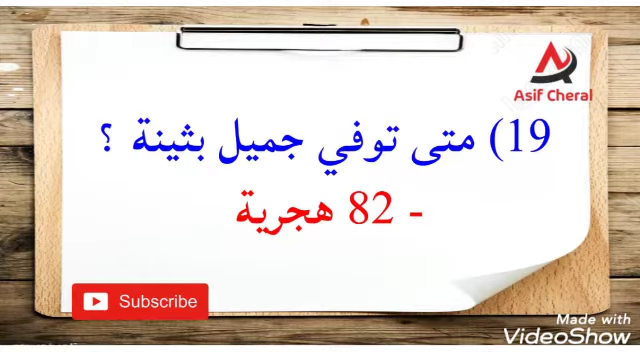 Asif Cheral
19) متى توفي جميل بثينة ؟
- 82 هجرية
Subscribe
Made with
VideoShow